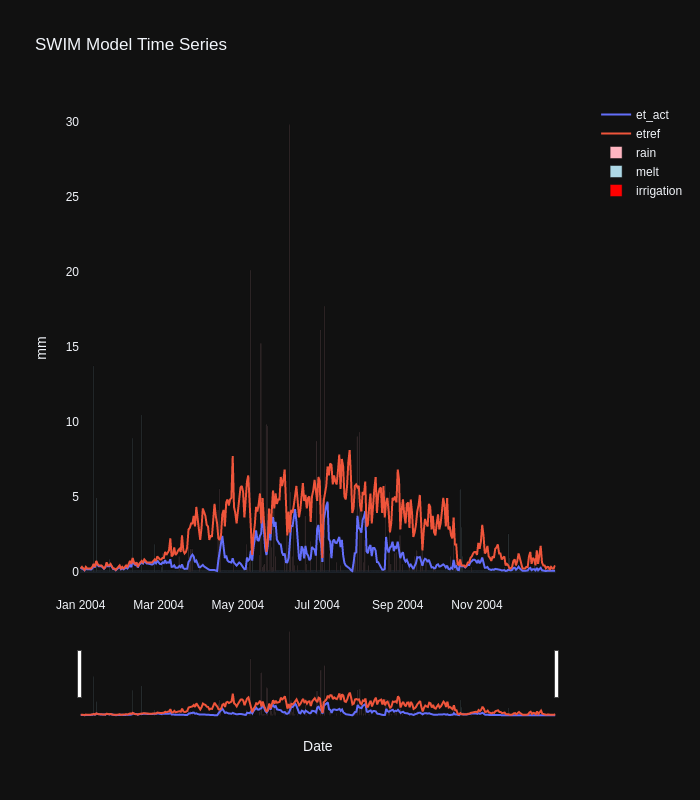 SWIM Model Time Series
et_act
etref
rain
melt
irrigation
30
25
20
15
10
5
0
mm
Jan 2004 Mar 2004 May 2004 Jul 2004 Sep 2004 Nov 2004
Date